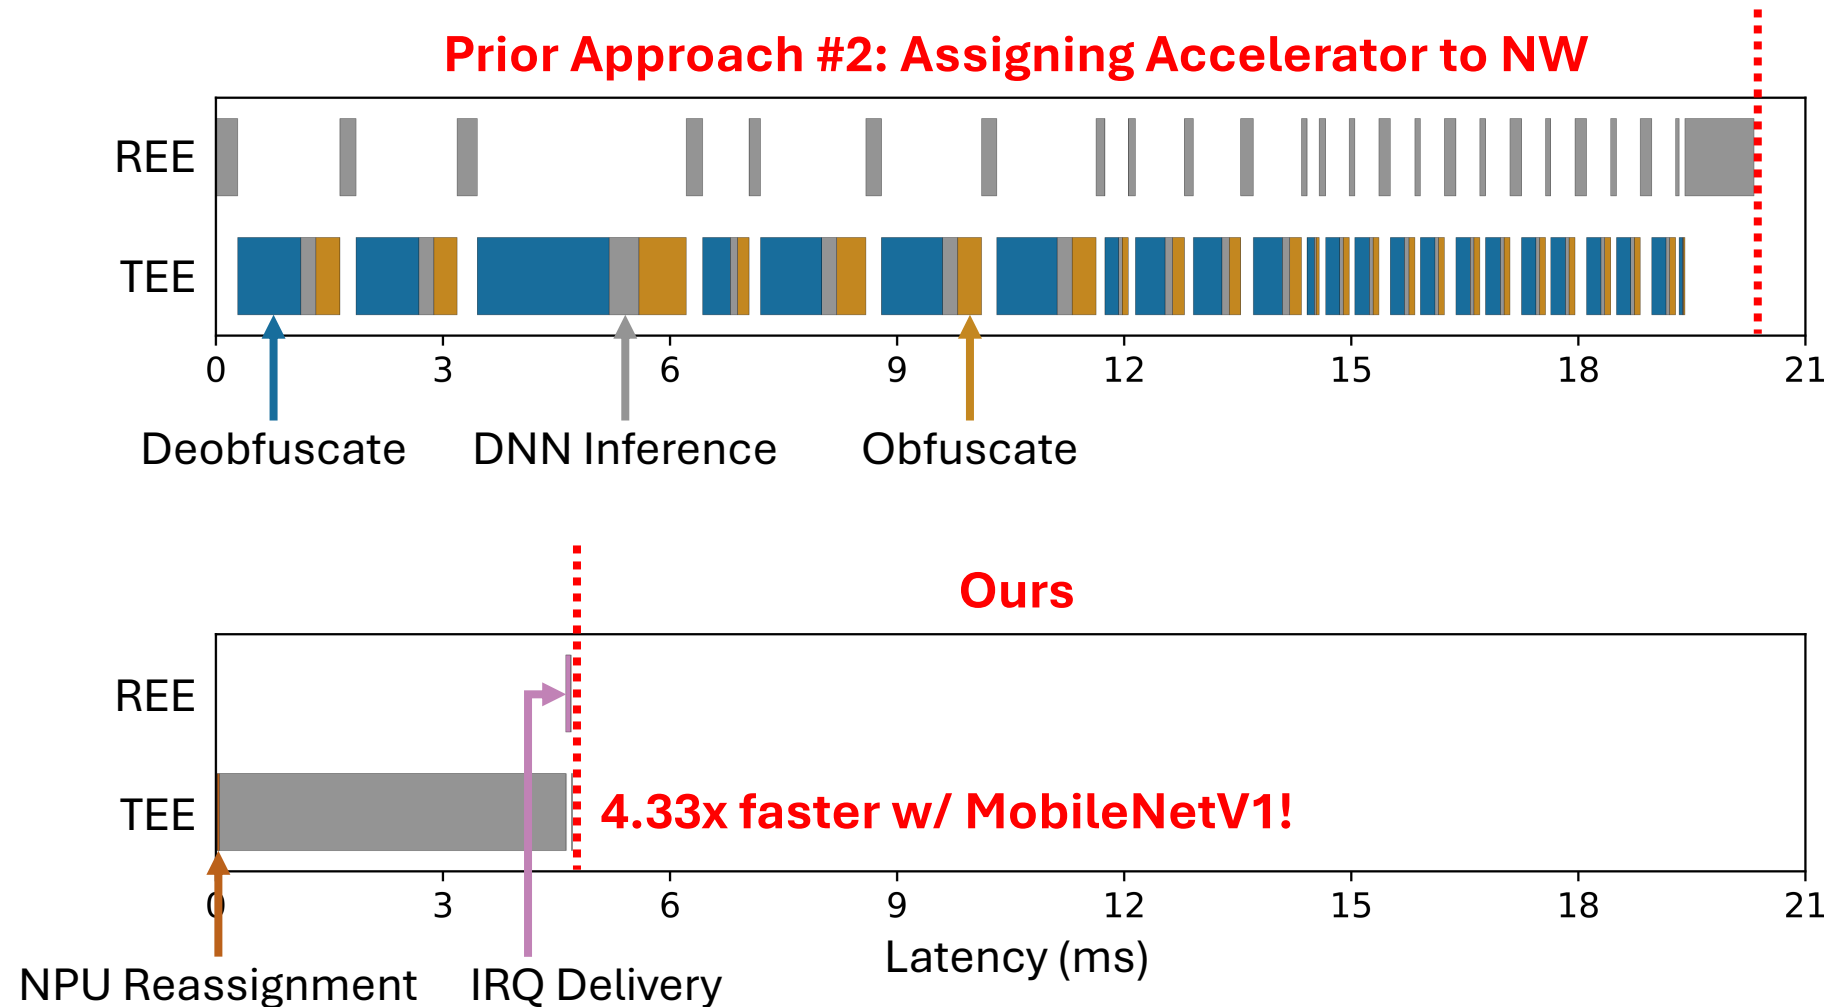 Prior Approach #2: Assigning Accelerator to NW
REE
TEE
0 3 6 9 12 15 18 21
Deobfuscate DNN Inference Obfuscate
Ours
REE
TEE
4.33x faster w/ MobileNetV1!
0 3 6 9 12 15 18 21
Latency (ms)
NPU Reassignment IRQ Delivery